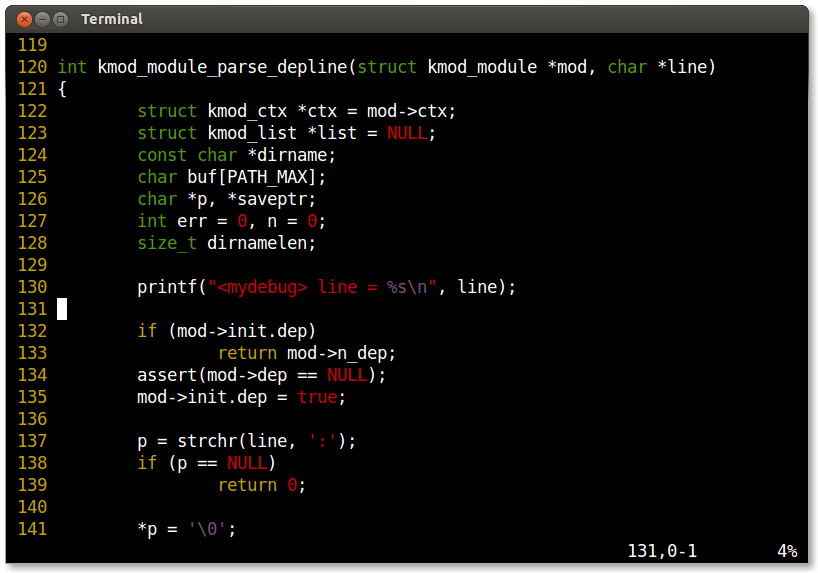 Terminal
119
120 int kmod_module_parse_depline(struct kmod_module *mod, char *line)
121 {
122         struct kmod_ctx *ctx = mod->ctx;
123         struct kmod_list *list = NULL;
124         const char *dirname;
125         char buf[PATH_MAX];
126         char *p, *saveptr;
127         int err = 0, n = 0;
128         size_t dirnamelen;
129
130         printf("<mydebug> line = %s\n", line);
131
132         if (mod->init.dep)
133                 return mod->n_dep;
134         assert(mod->dep == NULL);
135         mod->init.dep = true;
136
137         p = strchr(line, ':');
138         if (p == NULL)
139                 return 0;
140
141         *p = '\0';
131,0-1 4%